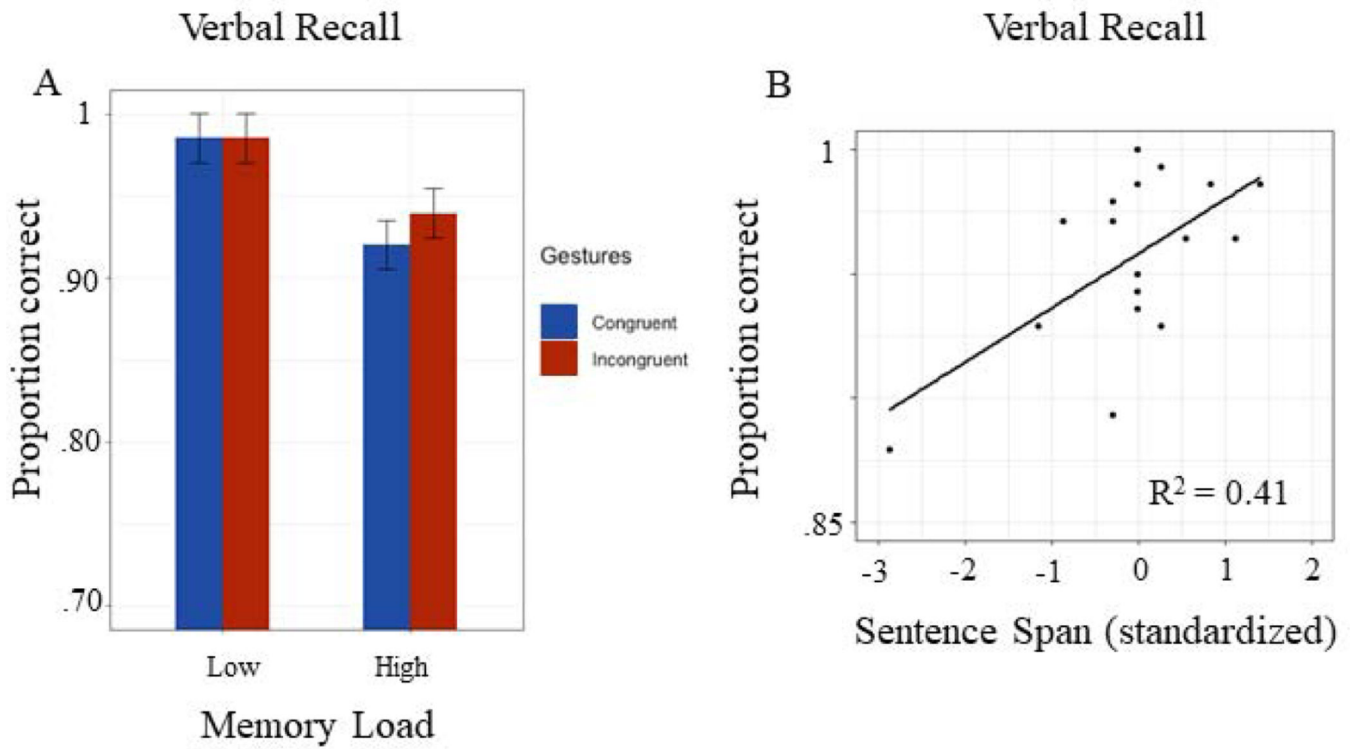 Verbal Recall
A
1
.90
.80
.70
Proportion correct
Low High
Memory Load
Gestures
Congruent
Incongruent
Verbal Recall
B
1
.85
Proportion correct
R² = 0.41
-3 -2 -1 0 1 2
Sentence Span (standardized)